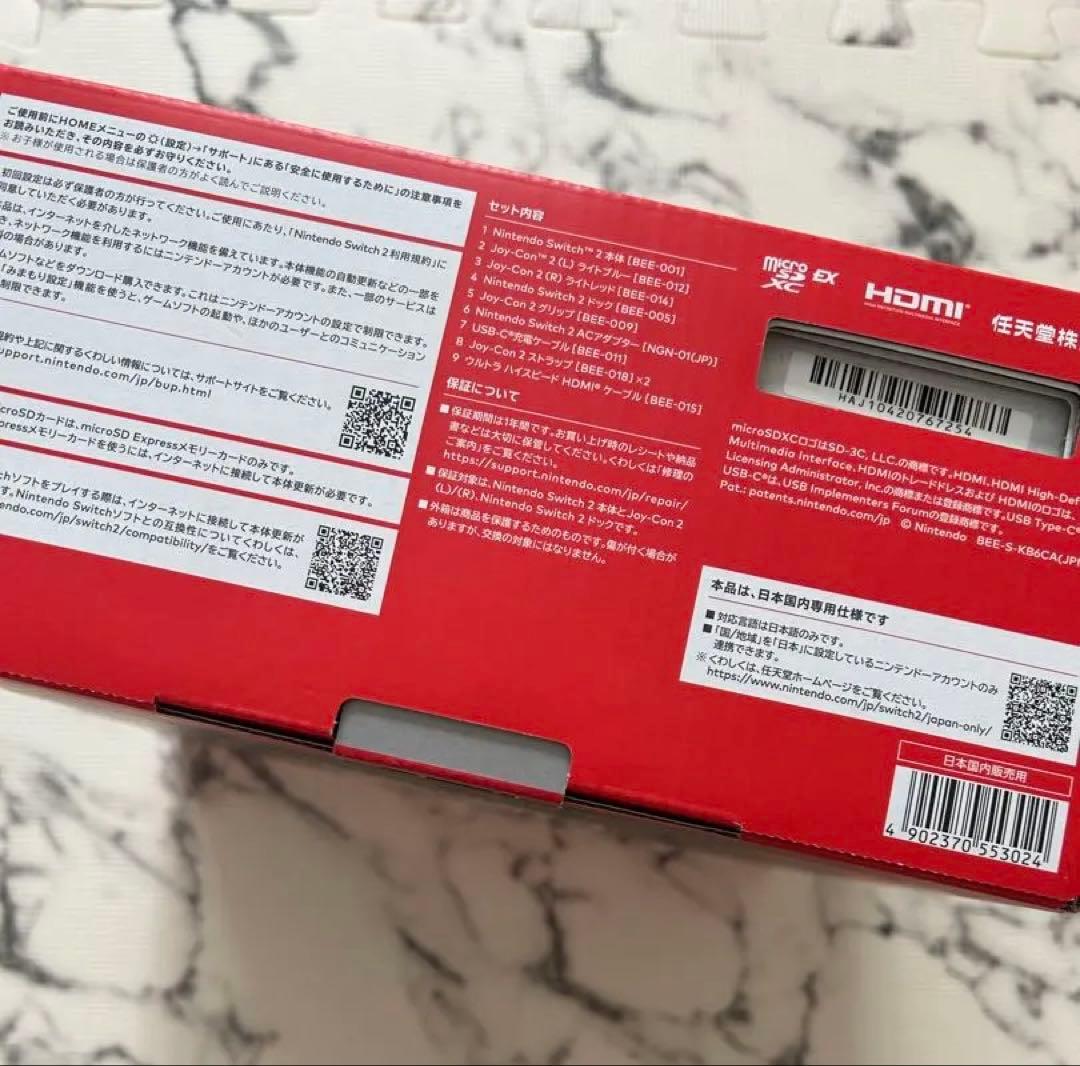 ご使用前にHOMEメニューの (設定)→「サポート」にある「安全に使用するために」の注意事項を
お読みいただき、その内容を必ずお守りください。
※お子様が使用される場合は保護者の方がよく読んでご説明ください。
初回設定は必ず保護者の方が行ってください。ご使用にあたり、「Nintendo Switch 2利用規約」に
同意していただく必要があります。
品は、インターネットを介したネットワーク機能を備えています。本体機能の自動更新などの一部を
き、ネットワーク機能を利用するにはニンテンドーアカウントが必要です。また、一部のサービスは
の場合があります。
ムソフトなどをダウンロード購入できます。これはニンテンドーアカウントの設定で制限できます。
「みまもり設定」機能を使うと、ゲームソフトの起動や、ほかのユーザーとのコミュニケーション
制限できます。
規約や上記に関するくわしい情報については、サポートサイトをご覧ください。
upport.nintendo.com/jp/bup.html
croSDカードは、microSD Expressメモリーカードのみです。
pressメモリーカードを使うには、インターネットに接続して本体更新が必要です。
chソフトをプレイする際は、インターネットに接続して本体更新が
す。Nintendo Switchソフトとの互換性についてくわしくは、
endo.com/jp/switch2/compatibility/をご覧ください。
セット内容
1 Nintendo Switch™ 2 本体 [BEE-001]
2 Joy-Con™ 2 (L) ライトブルー [BEE-012]
3 Joy-Con 2 (R) ライトレッド [BEE-014]
4 Nintendo Switch 2 ドック [BEE-005]
5 Joy-Con 2 グリップ [BEE-009]
6 Nintendo Switch 2 ACアダプター [NGN-01(JP)]
7 USB-C®充電ケーブル [BEE-011]
8 Joy-Con 2 ストラップ [BEE-018] ×2
9 ウルトラ ハイスピード HDMI® ケーブル [BEE-015]
保証について
■保証期間は1年間です。お買い上げ時のレシートや納品
書などは大切に保管してください。くわしくは「修理の
ご案内」をご覧ください。
https://support.nintendo.com/jp/repair/
■保証対象は、Nintendo Switch 2 本体とJoy-Con 2
(L)/(R)、Nintendo Switch 2 ドックです。
■外箱は商品を保護するためのものです。傷が付く場合が
ありますが、交換の対象にはなりません。
micro SD XC EX
HDMI®
任天堂株
HAJ10420767254
microSDXCロゴはSD-3C, LLC.の商標です。HDMI、HDMI High-Def
Multimedia Interface、HDMIのトレードドレスおよび HDMIのロゴは、
Licensing Administrator, Inc.の商標または登録商標です。USB Type-C®
USB-C®は、USB Implementers Forumの登録商標です。
Pat.: patents.nintendo.com/jp © Nintendo BEE-S-KB6CA(JP
本品は、日本国内専用仕様です
■対応言語は日本語のみです。
■「国/地域」を「日本」に設定しているニンテンドーアカウントのみ
連携できます。
※くわしくは、任天堂ホームページをご覧ください。
https://www.nintendo.com/jp/switch2/japan-only/
日本国内販売用
4 902370 553024